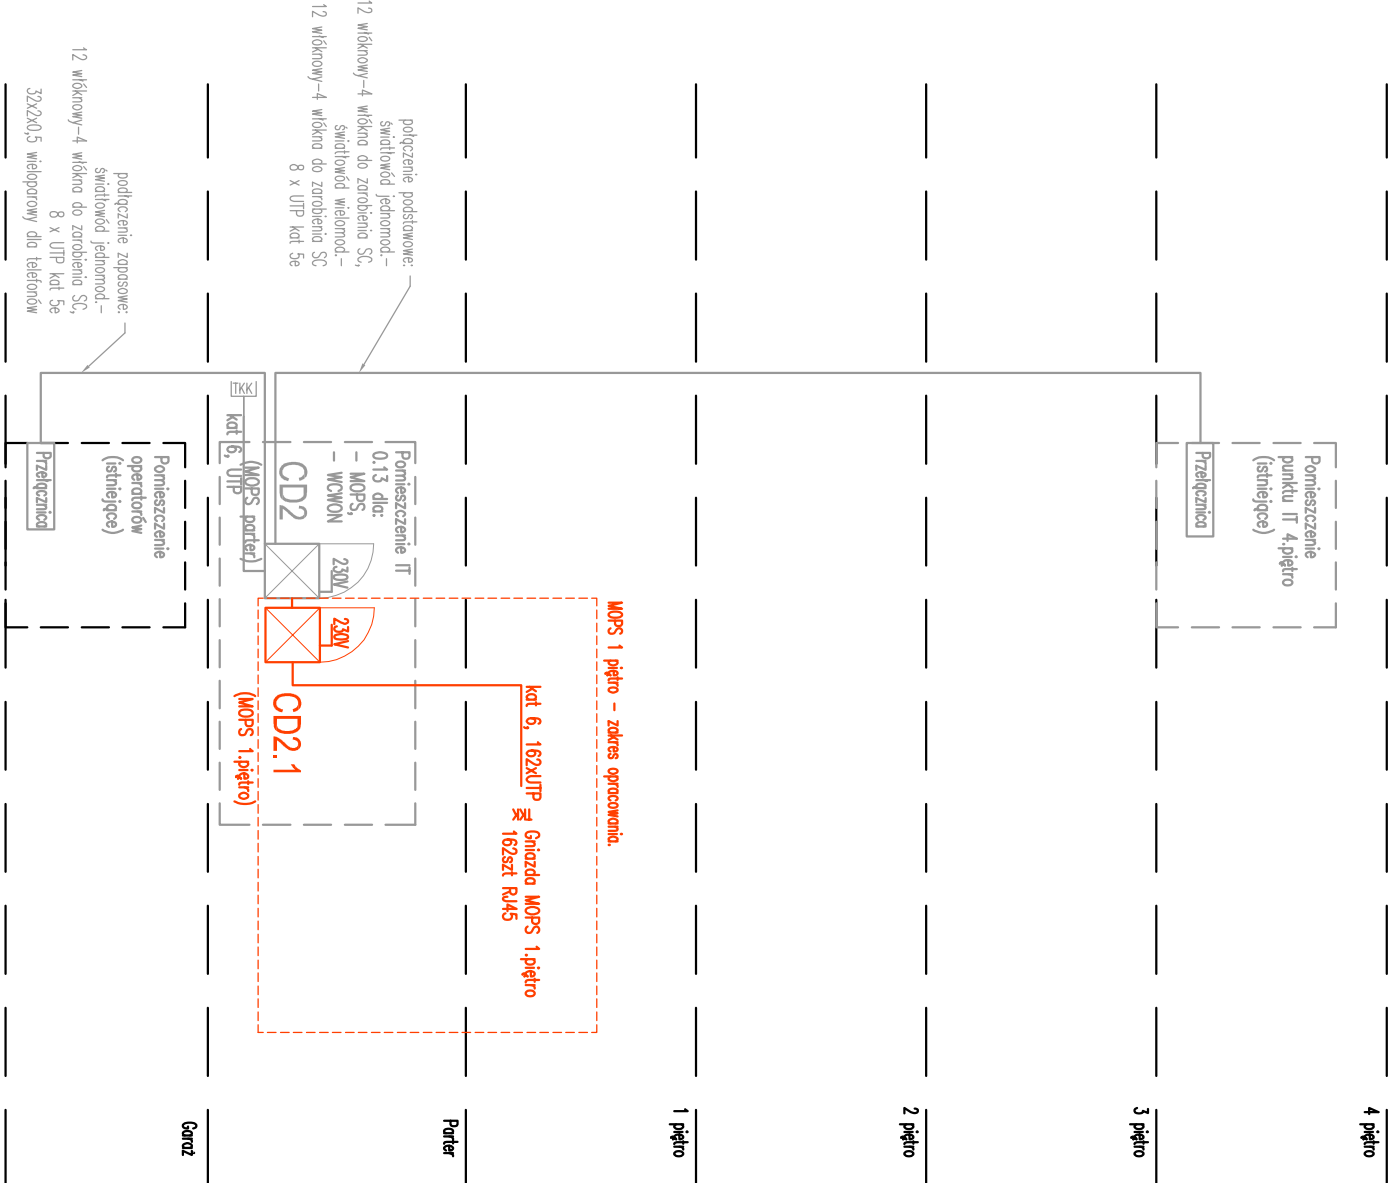 4 piętro
3 piętro
2 piętro
1 piętro
Parter
Garaż
Pomieszczenie
punktu IT 4.piętro
(istniejące)
Przełącznica
MOPS 1 piętro - zakres opracowania.
kat 6, 162xUTP
Gniazda MOPS 1.piętro
162szt RJ45
połączenie podstawowe:
światłowód jednomod.-
12 włóknowy-4 włókna do zarobienia SC,
światłowód wielomod.-
12 włóknowy-4 włókna do zarobienia SC
8 x UTP kat 5e
Pomieszczenie IT
0.13 dla:
- MOPS,
- WCWON
230V
CD2
(MOPS parter)
230V
CD2.1
(MOPS 1.piętro)
TKK
kat 6, UTP
podłączenie zapasowe:
światłowód jednomod.-
12 włóknowy-4 włókna do zarobienia SC,
8 x UTP kat 5e
32x2x0,5 wieloparowy dla telefonów
Pomieszczenie
operatorów
(istniejące)
Przełącznica